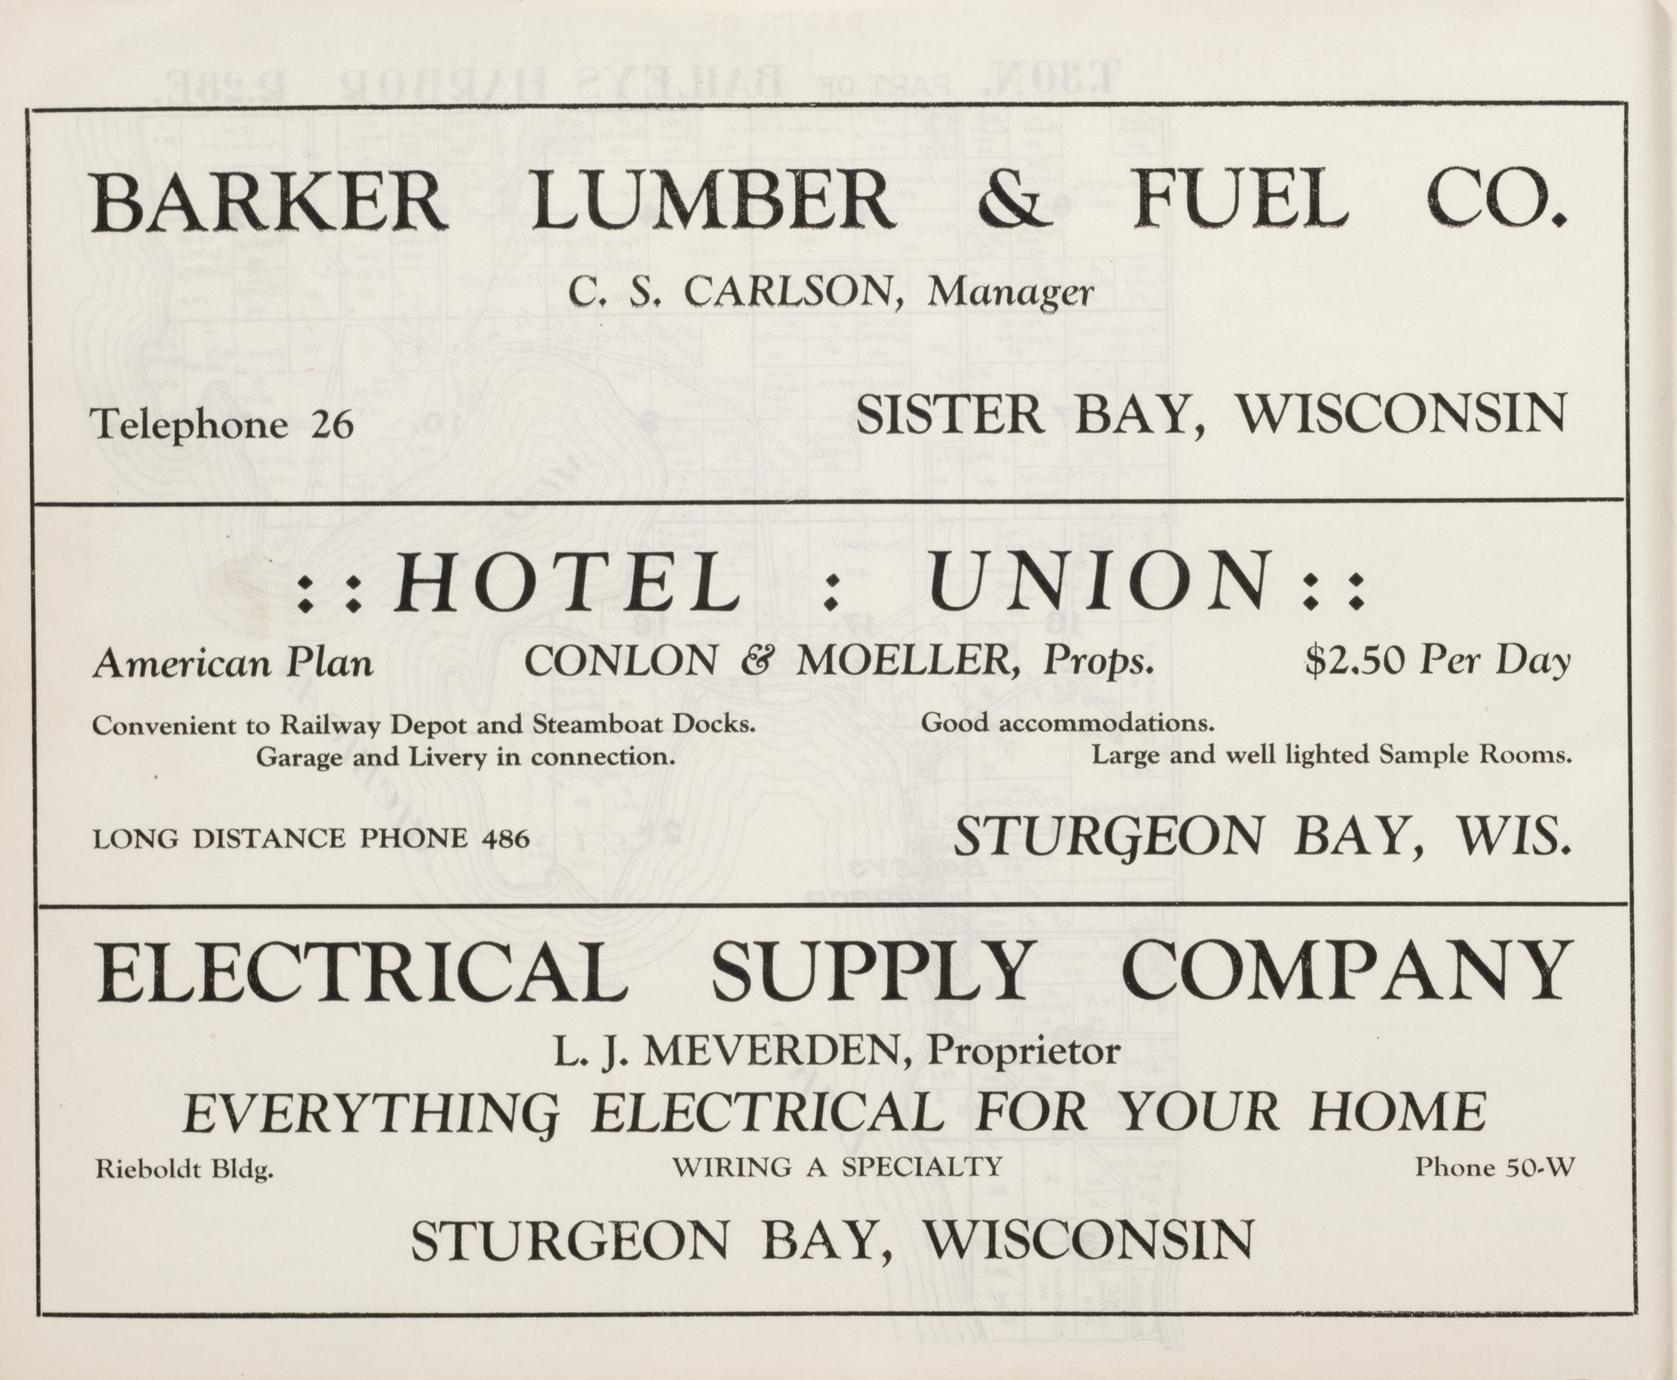 BARKER LUMBER & FUEL CO.
C. S. CARLSON, Manager
Telephone 26 SISTER BAY, WISCONSIN
: : HOTEL : UNION : :
American Plan CONLON & MOELLER, Props. $2.50 Per Day
Convenient to Railway Depot and Steamboat Docks. Good accommodations.
Garage and Livery in connection. Large and well lighted Sample Rooms.
LONG DISTANCE PHONE 486 STURGEON BAY, WIS.
ELECTRICAL SUPPLY COMPANY
L. J. MEVERDEN, Proprietor
EVERYTHING ELECTRICAL FOR YOUR HOME
Rieboldt Bldg. WIRING A SPECIALTY Phone 50-W
STURGEON BAY, WISCONSIN